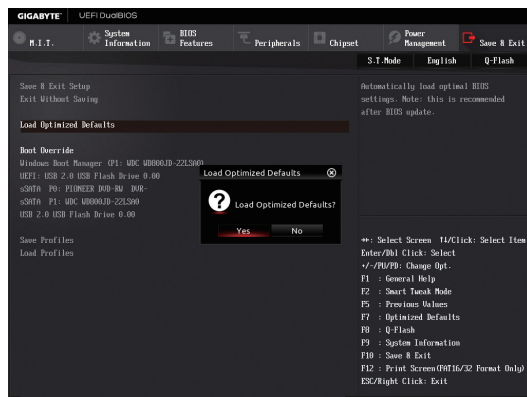 GIGABYTE™ UEFI DualBIOS
M.I.T. System Information BIOS Features Peripherals Chipset Power Management Save & Exit
S.T.Mode English Q-Flash
Save & Exit Setup
Exit Without Saving
Load Optimized Defaults
Boot Override
Windows Boot Manager (P1: WDC WD800JD-22LSA0)
UEFI: USB 2.0 USB Flash Drive 0.00
sSATA P0: PIONEER DVD-RW DVR-
sSATA P1: WDC WD800JD-22LSA0
USB 2.0 USB Flash Drive 0.00
Save Profiles
Load Profiles
Load Optimized Defaults
Load Optimized Defaults?
Yes No
Automatically load optimal BIOS
settings. Note: this is recommended
after BIOS update.
↔: Select Screen ↑↓/Click: Select Item
Enter/Dbl Click: Select
+/-/PU/PD: Change Opt.
F1 : General Help
F2 : Smart Tweak Mode
F5 : Previous Values
F7 : Optimized Defaults
F8 : Q-Flash
F9 : System Information
F10 : Save & Exit
F12 : Print Screen(FAT16/32 Format Only)
ESC/Right Click: Exit